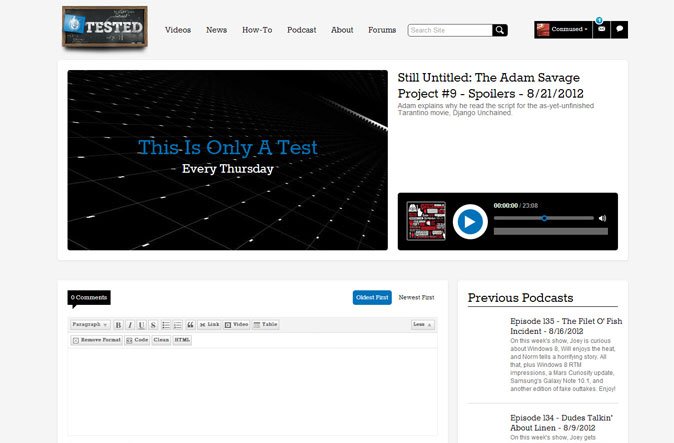 TESTED
Videos News How-To Podcast About Forums
Search Site
Cosmused
4
This Is Only A Test
Every Thursday
Still Untitled: The Adam Savage
Project #9 - Spoilers - 8/21/2012
Adam explains why he read the script for the as-yet-unfinished
Tarantino movie, Django Unchained.
00:00:00 / 23:08
0 Comments
Oldest First Newest First
Paragraph B I U S Link Video Table Less
Remove Format Code Clean HTML
Previous Podcasts
Episode 135 - The Filet O' Fish
Incident - 8/16/2012
On this week's show, Joey is curious
about Windows 8, Will enjoys the heat,
and Norm tells a horrifying story. All
that, plus Windows 8 RTM
impressions, a Mars Curiosity update,
Samsung's Galaxy Note 10.1, and
another edition of fake outtakes. Enjoy!
Episode 134 - Dudes Talkin'
About Linen - 8/9/2012
On this week's show, Joey gets